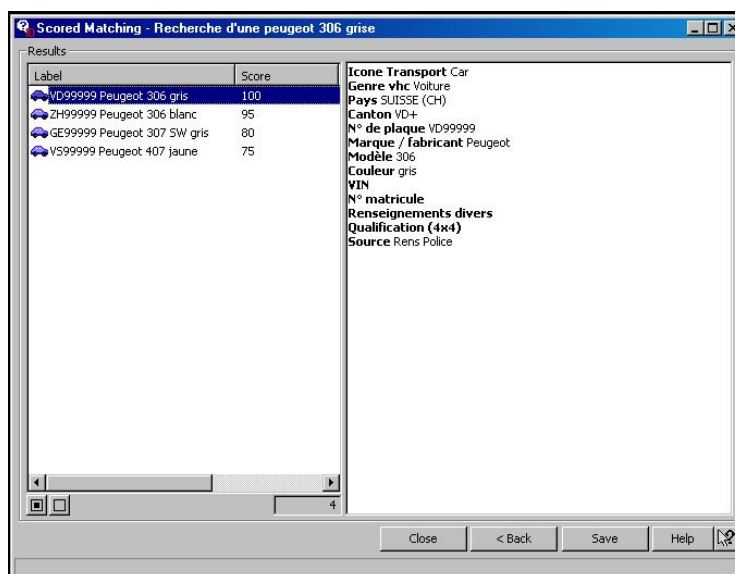 Scored Matching - Recherche d'une peugeot 306 grise
Results
Label Score
VD99999 Peugeot 306 gris 100
ZH99999 Peugeot 306 blanc 95
GE99999 Peugeot 307 SW gris 80
VS99999 Peugeot 407 jaune 75
4
Icone Transport Car
Genre vhc Voiture
Pays SUISSE (CH)
Canton VD+
N° de plaque VD99999
Marque / fabricant Peugeot
Modèle 306
Couleur gris
VIN
N° matricule
Renseignements divers
Qualification (4x4)
Source Rens Police
Close < Back Save Help